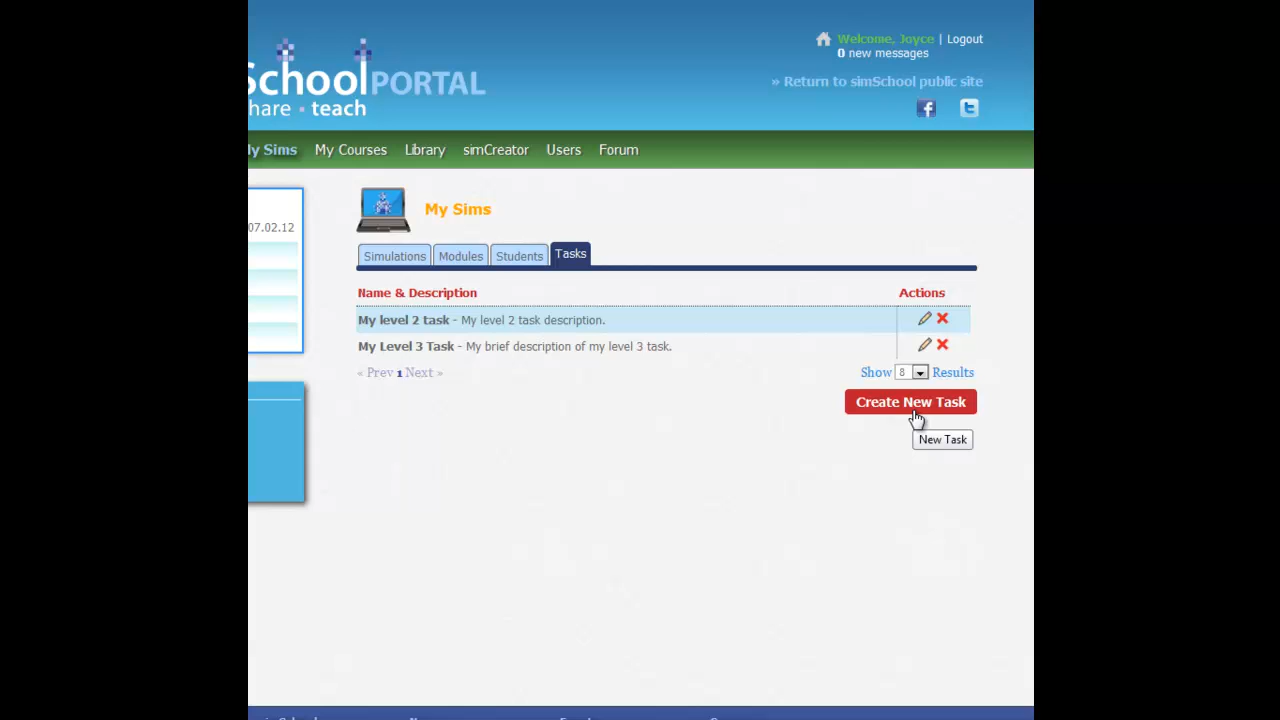 Welcome, Joyce | Logout
0 new messages
» Return to simSchool public site
School PORTAL
hare ▪ teach
My Sims My Courses Library simCreator Users Forum
07.02.12
My Sims
Simulations Modules Students Tasks
Name & Description Actions
My level 2 task - My level 2 task description.
My Level 3 Task - My brief description of my level 3 task.
« Prev 1 Next » Show 8 Results
Create New Task
New Task